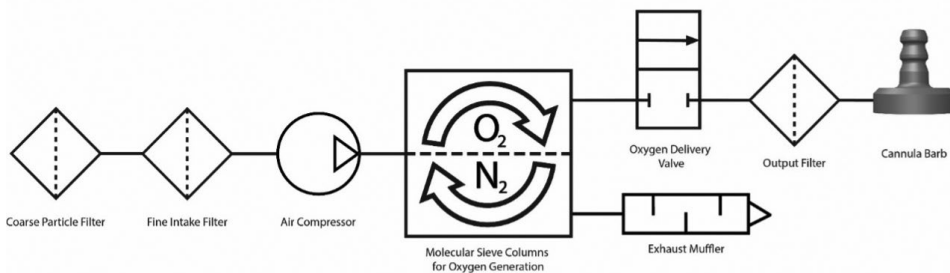 O₂
N₂
Oxygen Delivery
Valve
Output Filter
Cannula Barb
Coarse Particle Filter
Fine Intake Filter
Air Compressor
Molecular Sieve Columns
for Oxygen Generation
Exhaust Muffler